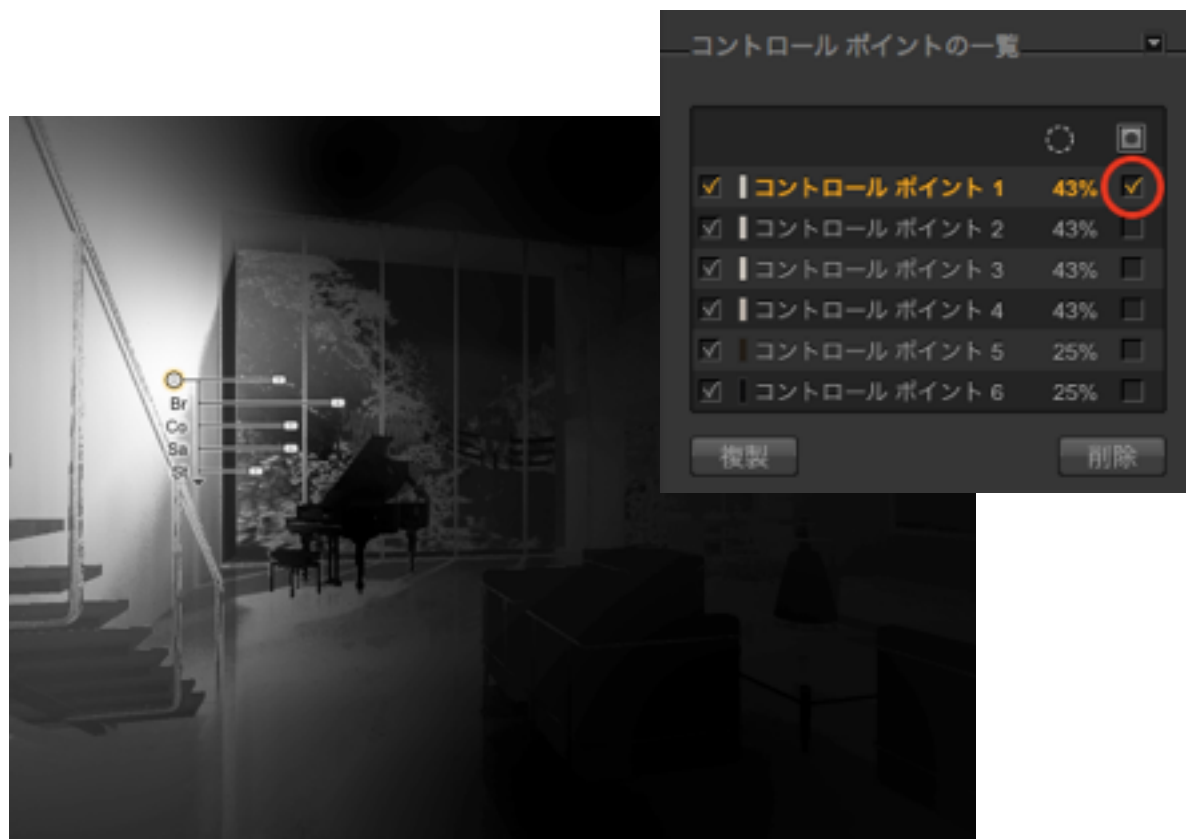 コントロール ポイントの一覧
コントロール ポイント 1 43%
コントロール ポイント 2 43%
コントロール ポイント 3 43%
コントロール ポイント 4 43%
コントロール ポイント 5 25%
コントロール ポイント 6 25%
複製 削除
Br
Co
Sa
St